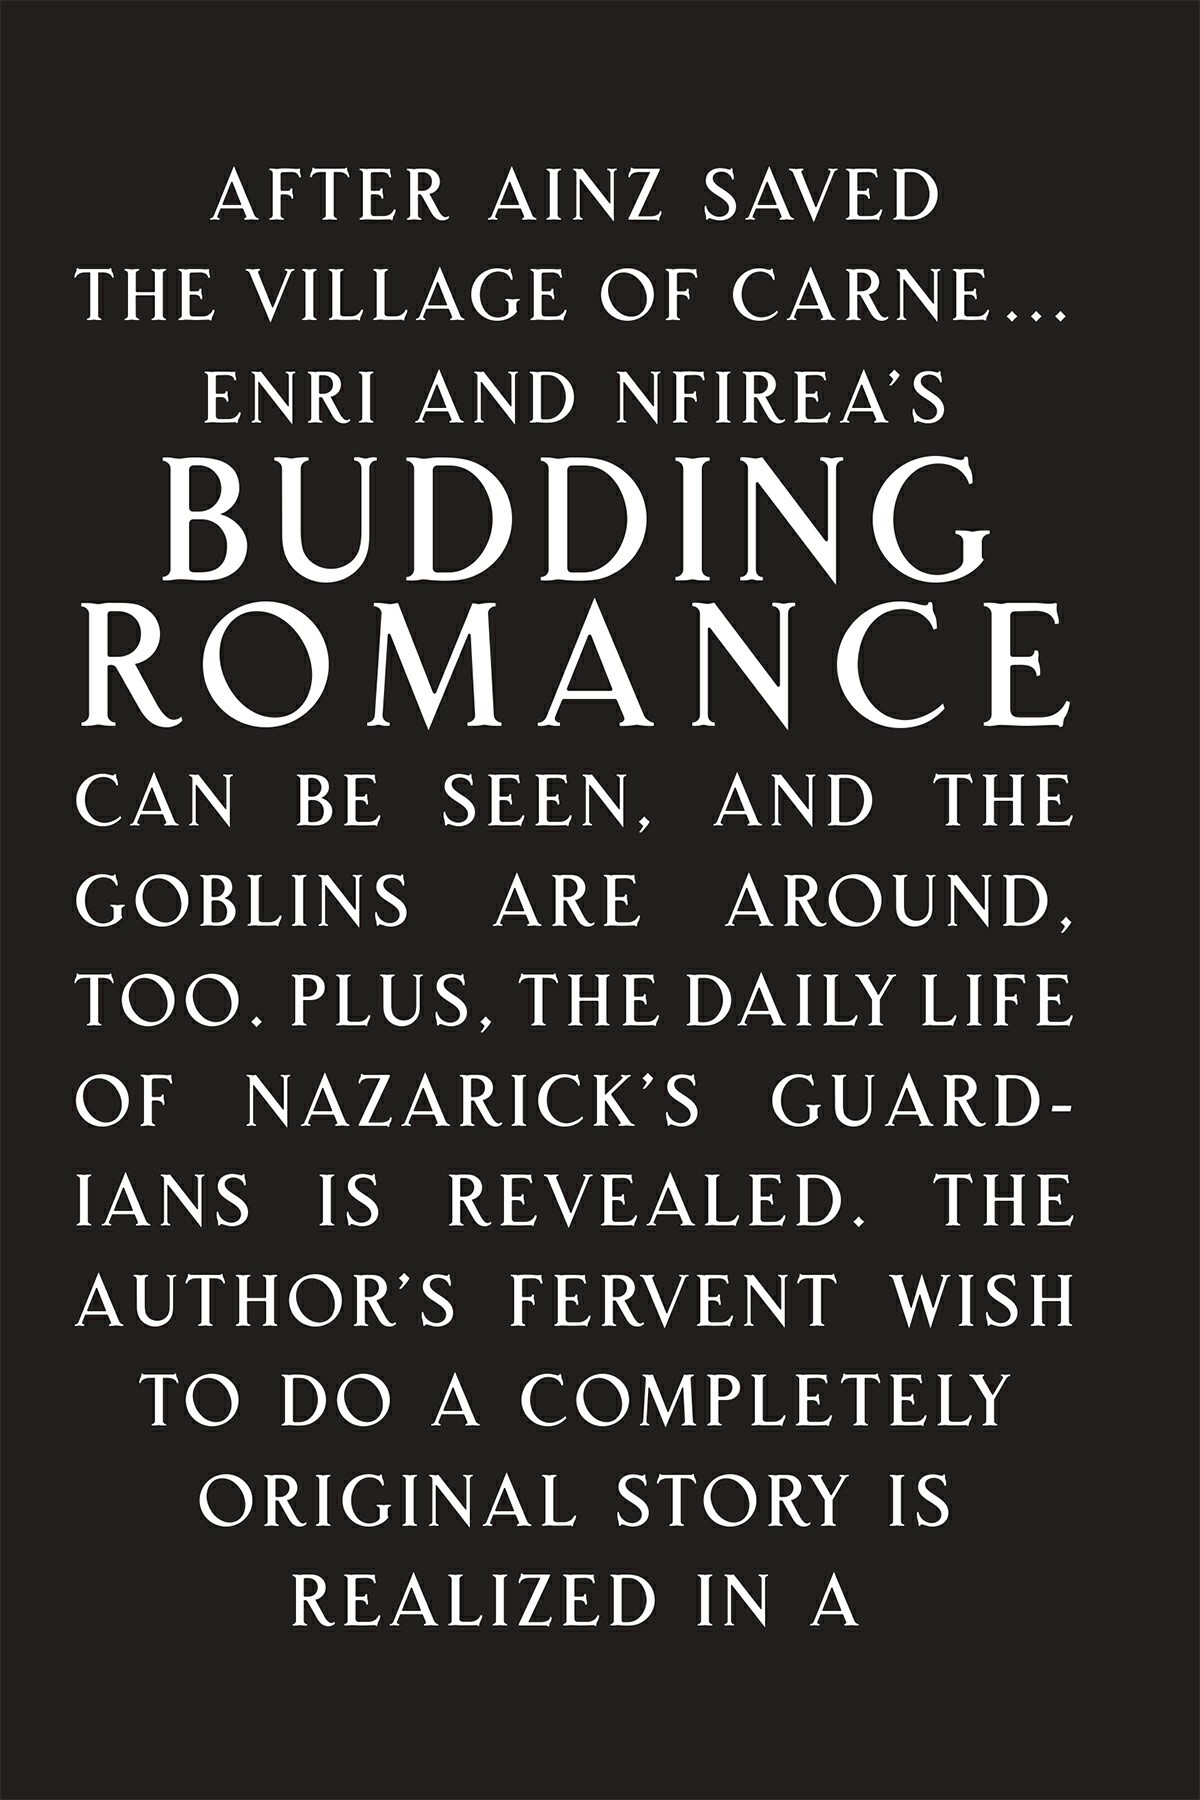 AFTER AINZ SAVED
THE VILLAGE OF CARNE...
ENRI AND NFIREA'S
BUDDING
ROMANCE
CAN BE SEEN, AND THE
GOBLINS ARE AROUND,
TOO. PLUS, THE DAILY LIFE
OF NAZARICK'S GUARD-
IANS IS REVEALED. THE
AUTHOR'S FERVENT WISH
TO DO A COMPLETELY
ORIGINAL STORY IS
REALIZED IN A